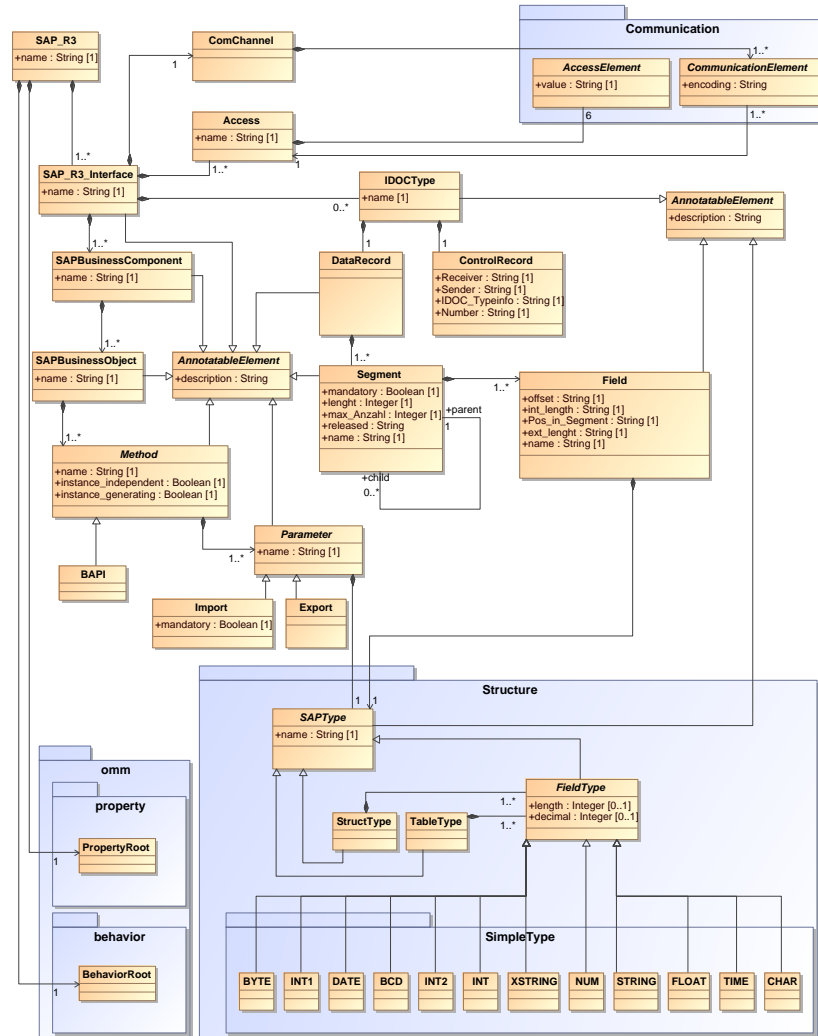 Communication
SAP_R3
+name : String [1]
ComChannel
1
1..*
AccessElement
+value : String [1]
CommunicationElement
+encoding : String
6
1..*
Access
+name : String [1]
1..*
1
1..*
SAP_R3_Interface
+name : String [1]
IDOCType
+name [1]
0..*
AnnotatableElement
+description : String
1..*
1
1
SAPBusinessComponent
+name : String [1]
DataRecord
ControlRecord
+Receiver : String [1]
+Sender : String [1]
+IDOC_Typeinfo : String [1]
+Number : String [1]
1..*
1..*
SAPBusinessObject
+name : String [1]
AnnotatableElement
+description : String
Segment
+mandatory : Boolean [1]
+lenght : Integer [1]
+max_Anzahl : Integer [1]
+released : String
+name : String [1]
1..*
+parent
1
+child
0..*
Field
+offset : String [1]
+int_length : String [1]
+Pos_in_Segment : String [1]
+ext_lenght : String [1]
+name : String [1]
1..*
Method
+name : String [1]
+instance_independent : Boolean [1]
+instance_generating : Boolean [1]
1..*
Parameter
+name : String [1]
BAPI
Import
+mandatory : Boolean [1]
Export
Structure
1
1
SAPType
+name : String [1]
omm
property
PropertyRoot
1
FieldType
+length : Integer [0..1]
+decimal : Integer [0..1]
1..*
1..*
StructType
TableType
behavior
BehaviorRoot
1
SimpleType
BYTE
INT1
DATE
BCD
INT2
INT
XSTRING
NUM
STRING
FLOAT
TIME
CHAR